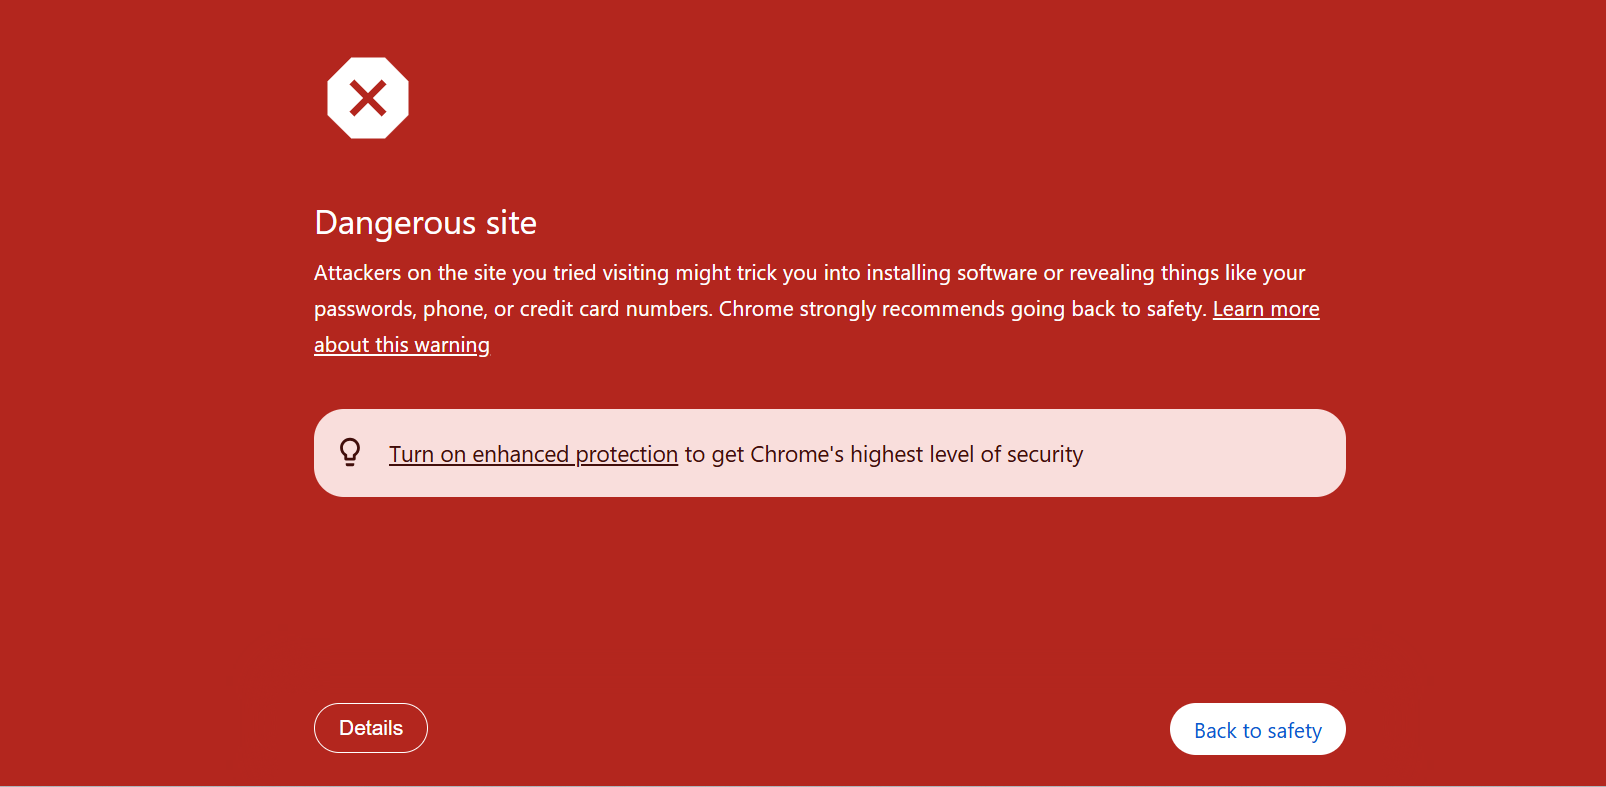 Dangerous site
Attackers on the site you tried visiting might trick you into installing software or revealing things like your
passwords, phone, or credit card numbers. Chrome strongly recommends going back to safety. Learn more
about this warning
Turn on enhanced protection to get Chrome's highest level of security
Details
Back to safety